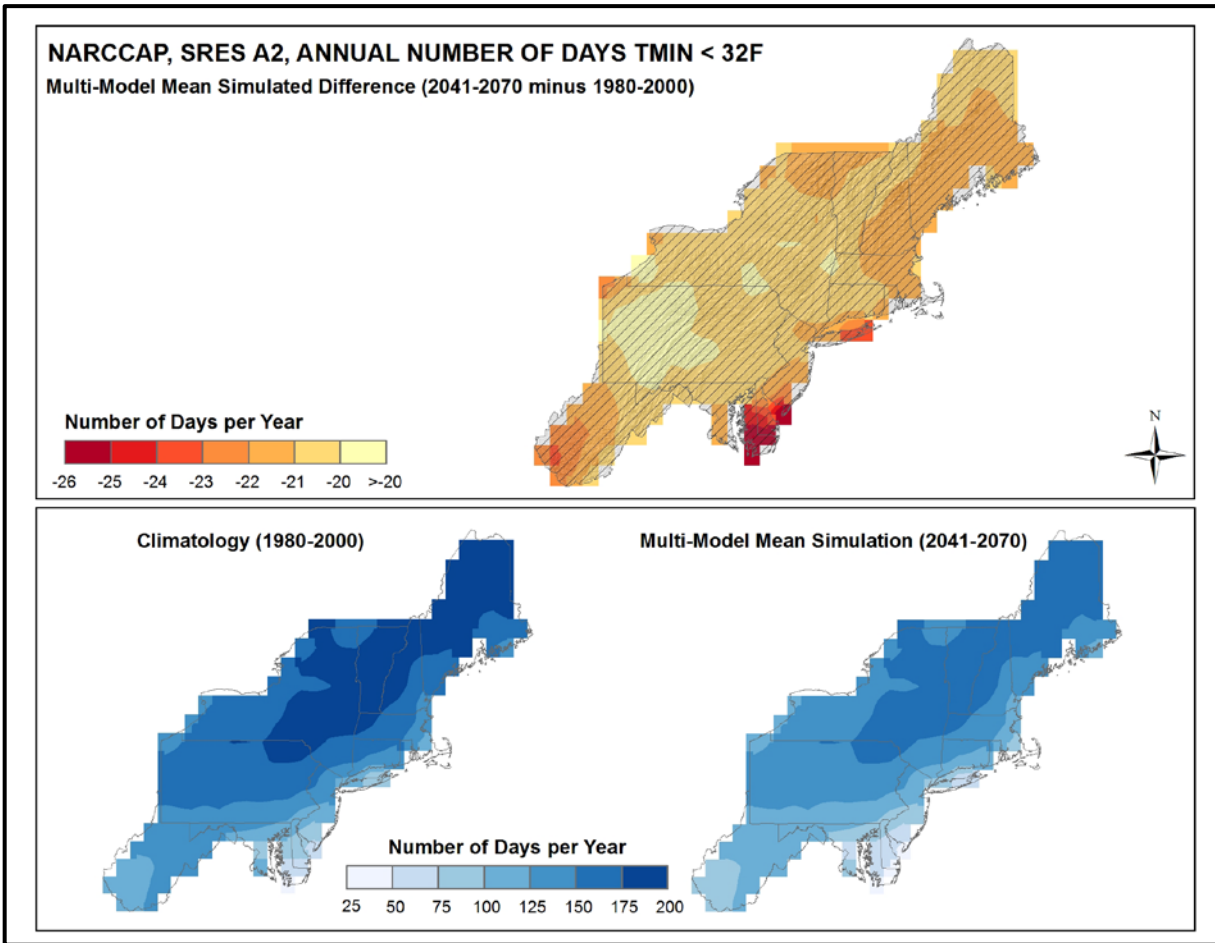 NARCCAP, SRES A2, ANNUAL NUMBER OF DAYS TMIN < 32F
Multi-Model Mean Simulated Difference (2041-2070 minus 1980-2000)
Number of Days per Year
-26 -25 -24 -23 -22 -21 -20 >-20
N
Climatology (1980-2000)
Multi-Model Mean Simulation (2041-2070)
Number of Days per Year
25 50 75 100 125 150 175 200